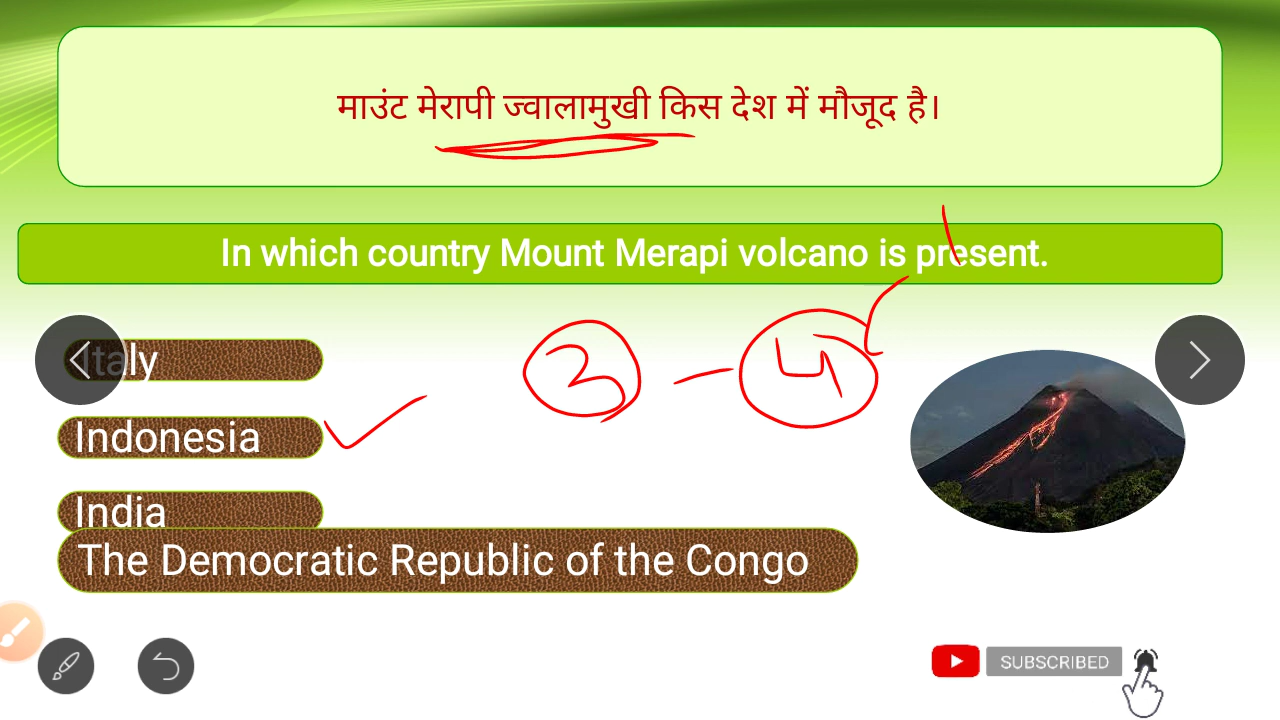 माउंट मेरापी ज्वालामुखी किस देश में मौजूद है।
In which country Mount Merapi volcano is present.
Italy
3 - 4
Indonesia
India
The Democratic Republic of the Congo
SUBSCRIBED